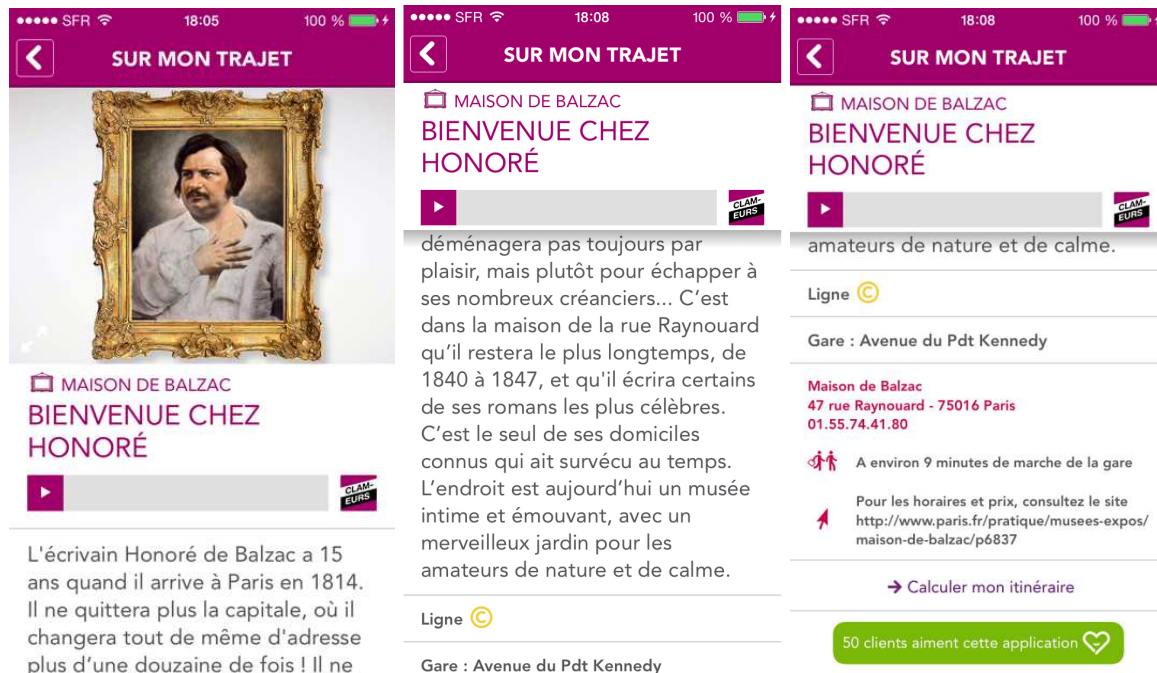 SFR 18:05 100 %
SUR MON TRAJET
MAISON DE BALZAC
BIENVENUE CHEZ
HONORÉ
CLAM-
EURS
L'écrivain Honoré de Balzac a 15
ans quand il arrive à Paris en 1814.
Il ne quittera plus la capitale, où il
changera tout de même d'adresse
plus d’une douzaine de fois ! Il ne
SFR 18:08 100 %
SUR MON TRAJET
MAISON DE BALZAC
BIENVENUE CHEZ
HONORÉ
CLAM-
EURS
déménagera pas toujours par
plaisir, mais plutôt pour échapper à
ses nombreux créanciers... C’est
dans la maison de la rue Raynouard
qu’il restera le plus longtemps, de
1840 à 1847, et qu'il écrira certains
de ses romans les plus célèbres.
C’est le seul de ses domiciles
connus qui ait survécu au temps.
L’endroit est aujourd’hui un musée
intime et émouvant, avec un
merveilleux jardin pour les
amateurs de nature et de calme.
Ligne C
Gare : Avenue du Pdt Kennedy
SFR 18:08 100 %
SUR MON TRAJET
MAISON DE BALZAC
BIENVENUE CHEZ
HONORÉ
CLAM-
EURS
amateurs de nature et de calme.
Ligne C
Gare : Avenue du Pdt Kennedy
Maison de Balzac
47 rue Raynouard - 75016 Paris
01.55.74.41.80
A environ 9 minutes de marche de la gare
Pour les horaires et prix, consultez le site
http://www.paris.fr/pratique/musees-expos/
maison-de-balzac/p6837
Calculer mon itinéraire
50 clients aiment cette application